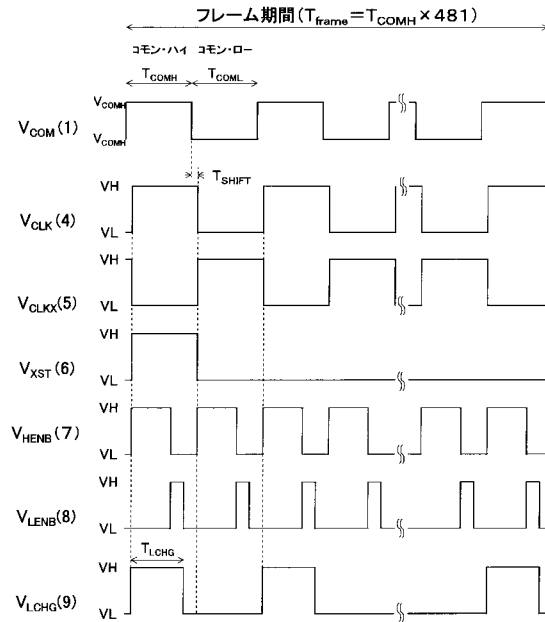 フレーム期間(Tframe=TCOMH×481)
コモン・ハイ コモン・ロー
TCOMH TCOML
VCOMH
VCOM(1)
VCOMH
TSHIFT
VH
VCLK(4)
VL
VH
VCLKX(5)
VL
VH
VXST(6)
VL
VH
VHENB(7)
VL
VH
VLENB(8)
VL
TLCHG
VH
VLCHG(9)
VL